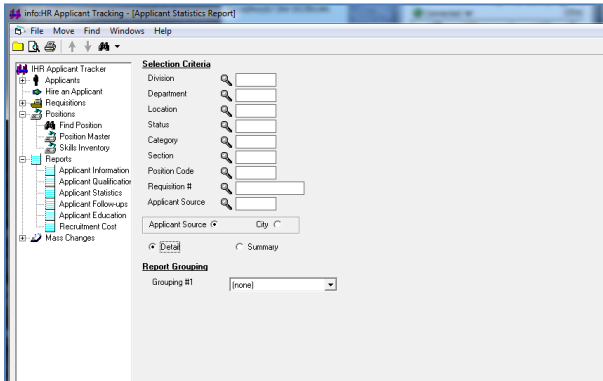 info:HR Applicant Tracking - [Applicant Statistics Report]
File Move Find Windows Help
IHR Applicant Tracker
Applicants
Hire an Applicant
Requisitions
Positions
Find Position
Position Master
Skills Inventory
Reports
Applicant Information
Applicant Qualification
Applicant Statistics
Applicant Follow-ups
Applicant Education
Recruitment Cost
Mass Changes
Selection Criteria
Division
Department
Location
Status
Category
Section
Position Code
Requisition #
Applicant Source
Applicant Source City
Detail Summary
Report Grouping
Grouping #1 (none)